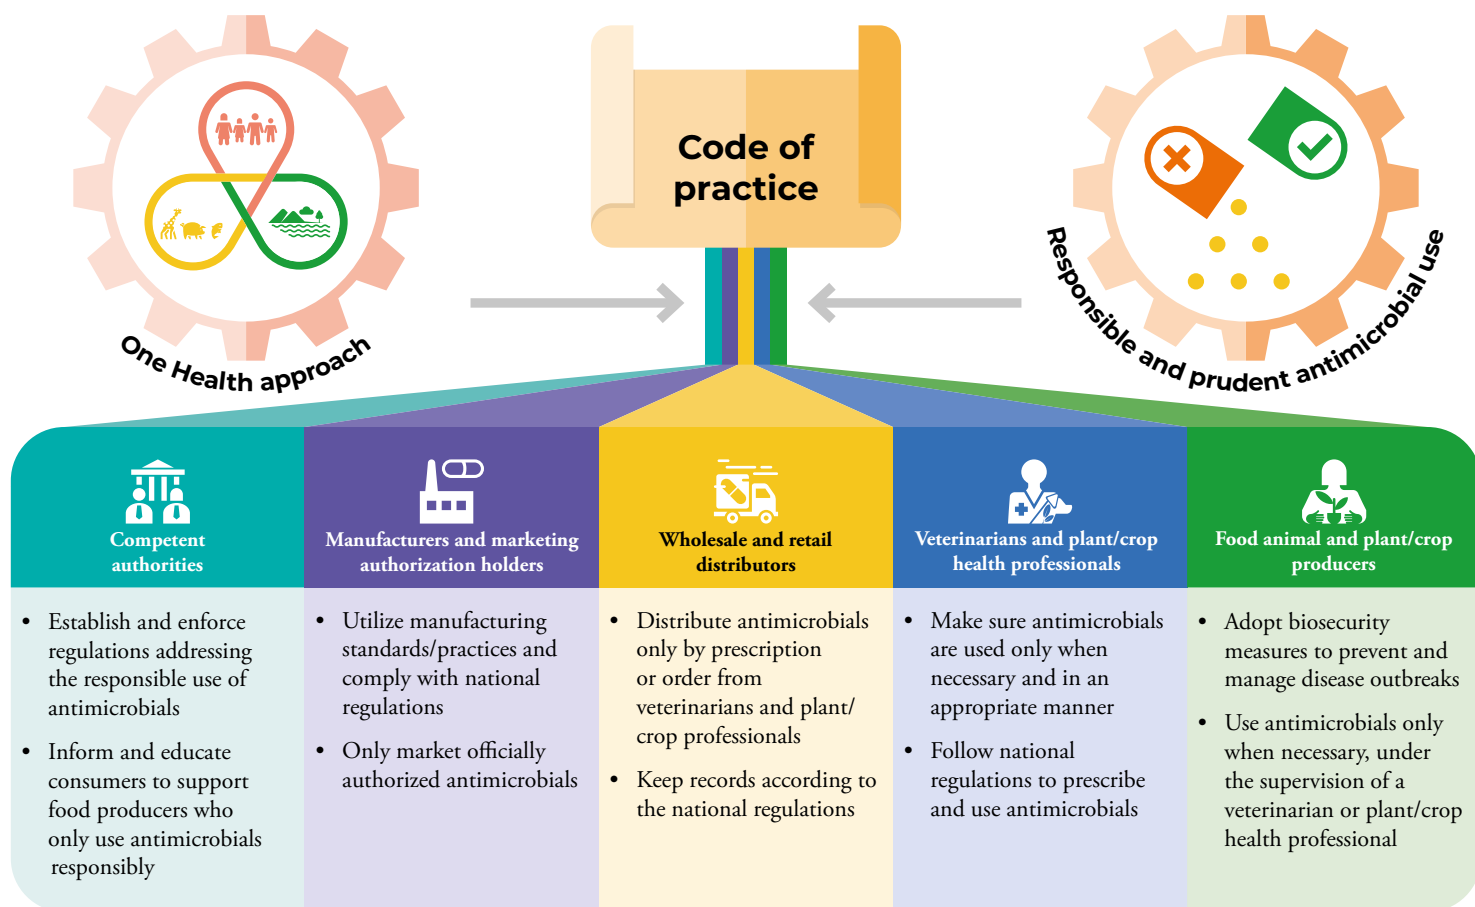 Code of
practice
One Health approach
Responsible and prudent antimicrobial use
Competent
authorities
• Establish and enforce
regulations addressing
the responsible use of
antimicrobials
• Inform and educate
consumers to support
food producers who
only use antimicrobials
responsibly
Manufacturers and marketing
authorization holders
• Utilize manufacturing
standards/practices and
comply with national
regulations
• Only market officially
authorized antimicrobials
Wholesale and retail
distributors
• Distribute antimicrobials
only by prescription
or order from
veterinarians and plant/
crop professionals
• Keep records according to
the national regulations
Veterinarians and plant/crop
health professionals
• Make sure antimicrobials
are used only when
necessary and in an
appropriate manner
• Follow national
regulations to prescribe
and use antimicrobials
Food animal and plant/crop
producers
• Adopt biosecurity
measures to prevent and
manage disease outbreaks
• Use antimicrobials only
when necessary, under
the supervision of a
veterinarian or plant/crop
health professional